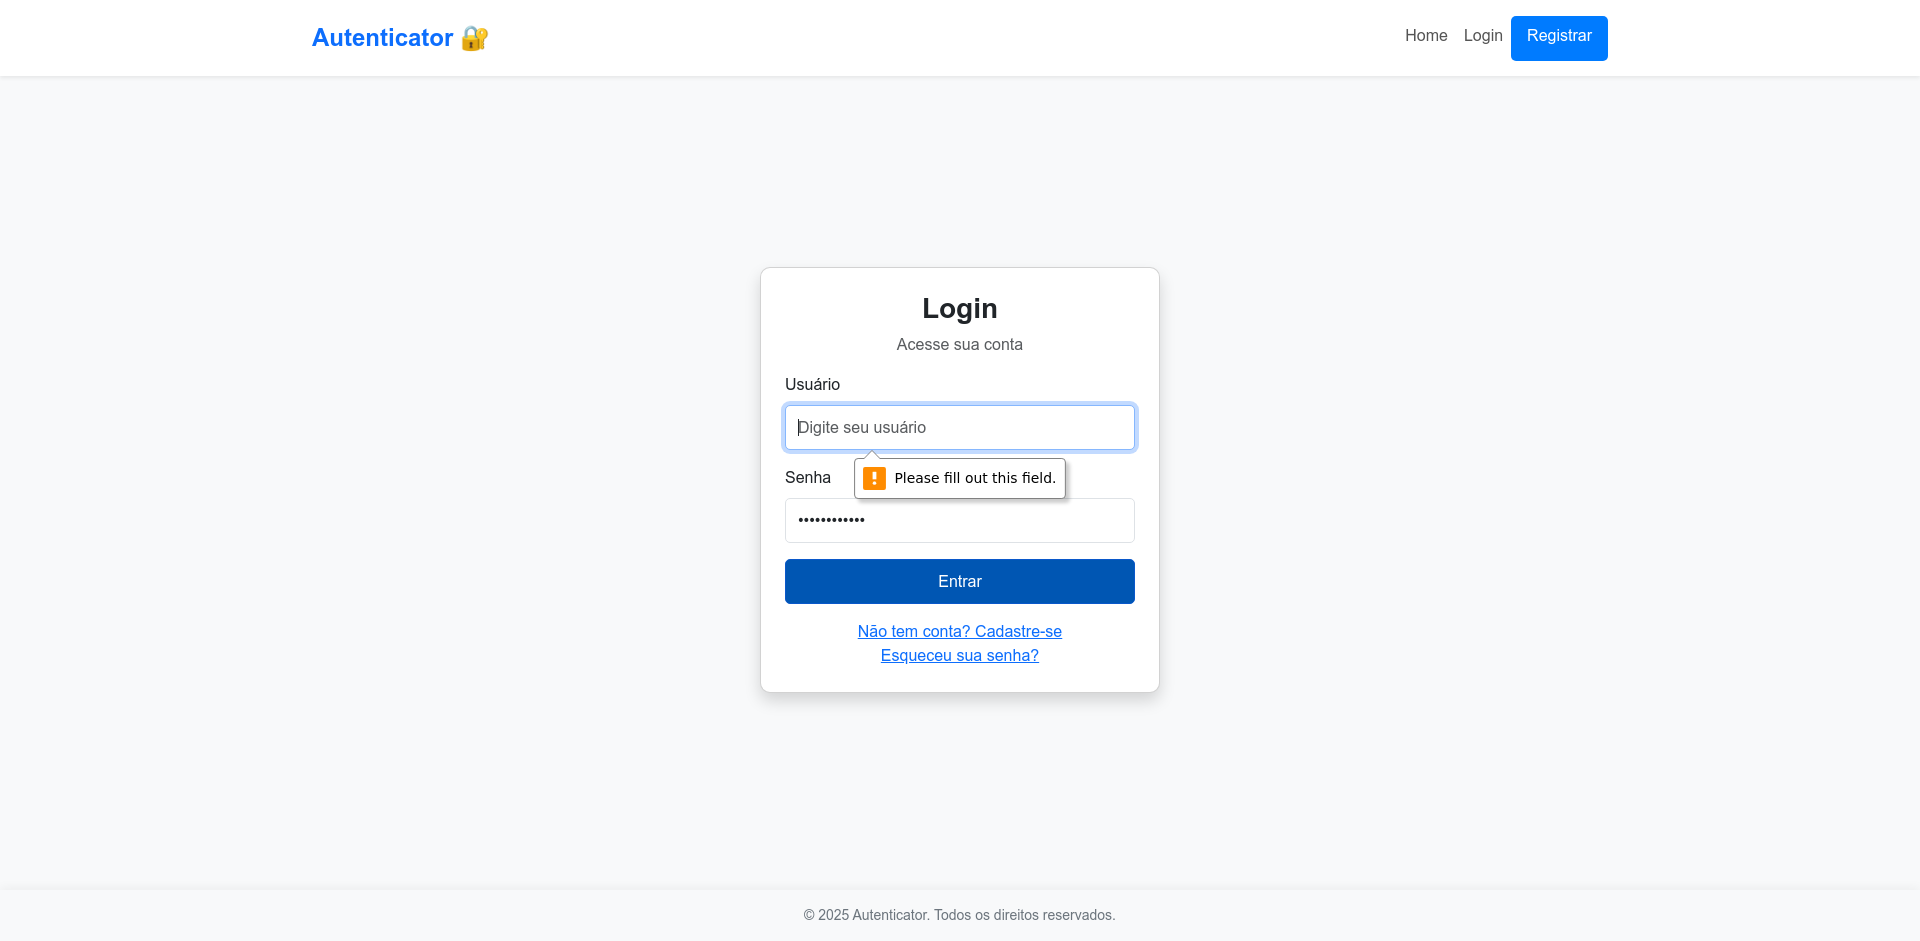 Autenticator 🔐
Home Login Registrar
Login
Acesse sua conta
Usuário
Digite seu usuário
Please fill out this field.
Senha
••••••••••••
Entrar
Não tem conta? Cadastre-se
Esqueceu sua senha?
© 2025 Autenticator. Todos os direitos reservados.